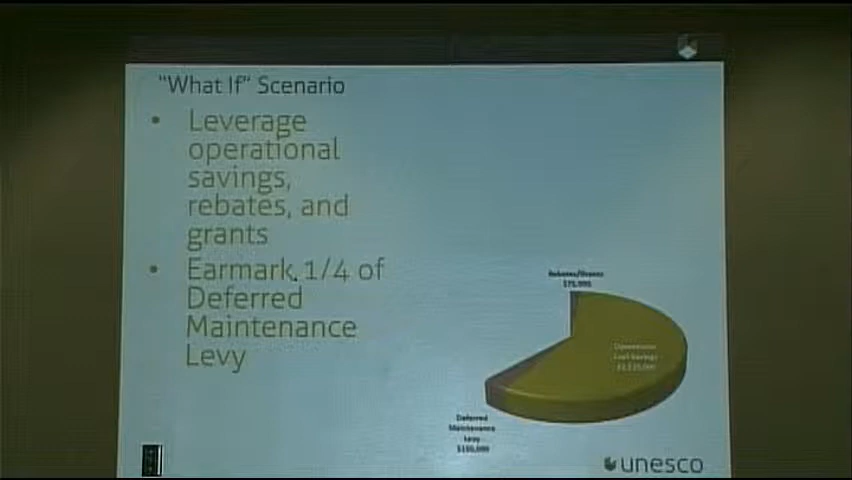 "What If" Scenario
• Leverage
operational
savings,
rebates, and
grants
• Earmark 1/4 of
Deferred
Maintenance
Levy
Rebates/Grants
$75,000
Savings
Deferred
Maintenance
Levy
unesco